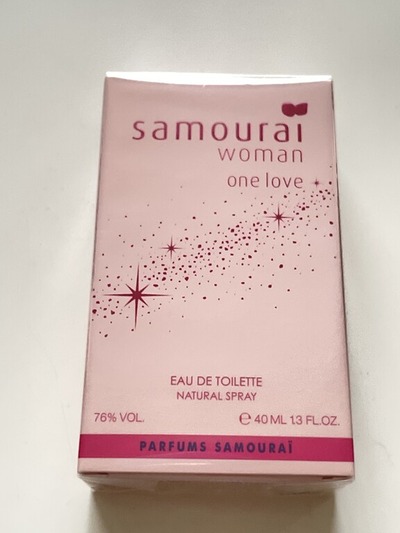 samouraï
woman
one love
EAU DE TOILETTE
NATURAL SPRAY
76% VOL.
℮ 40 ML 1.3 FL.OZ.
PARFUMS SAMOURAÏ